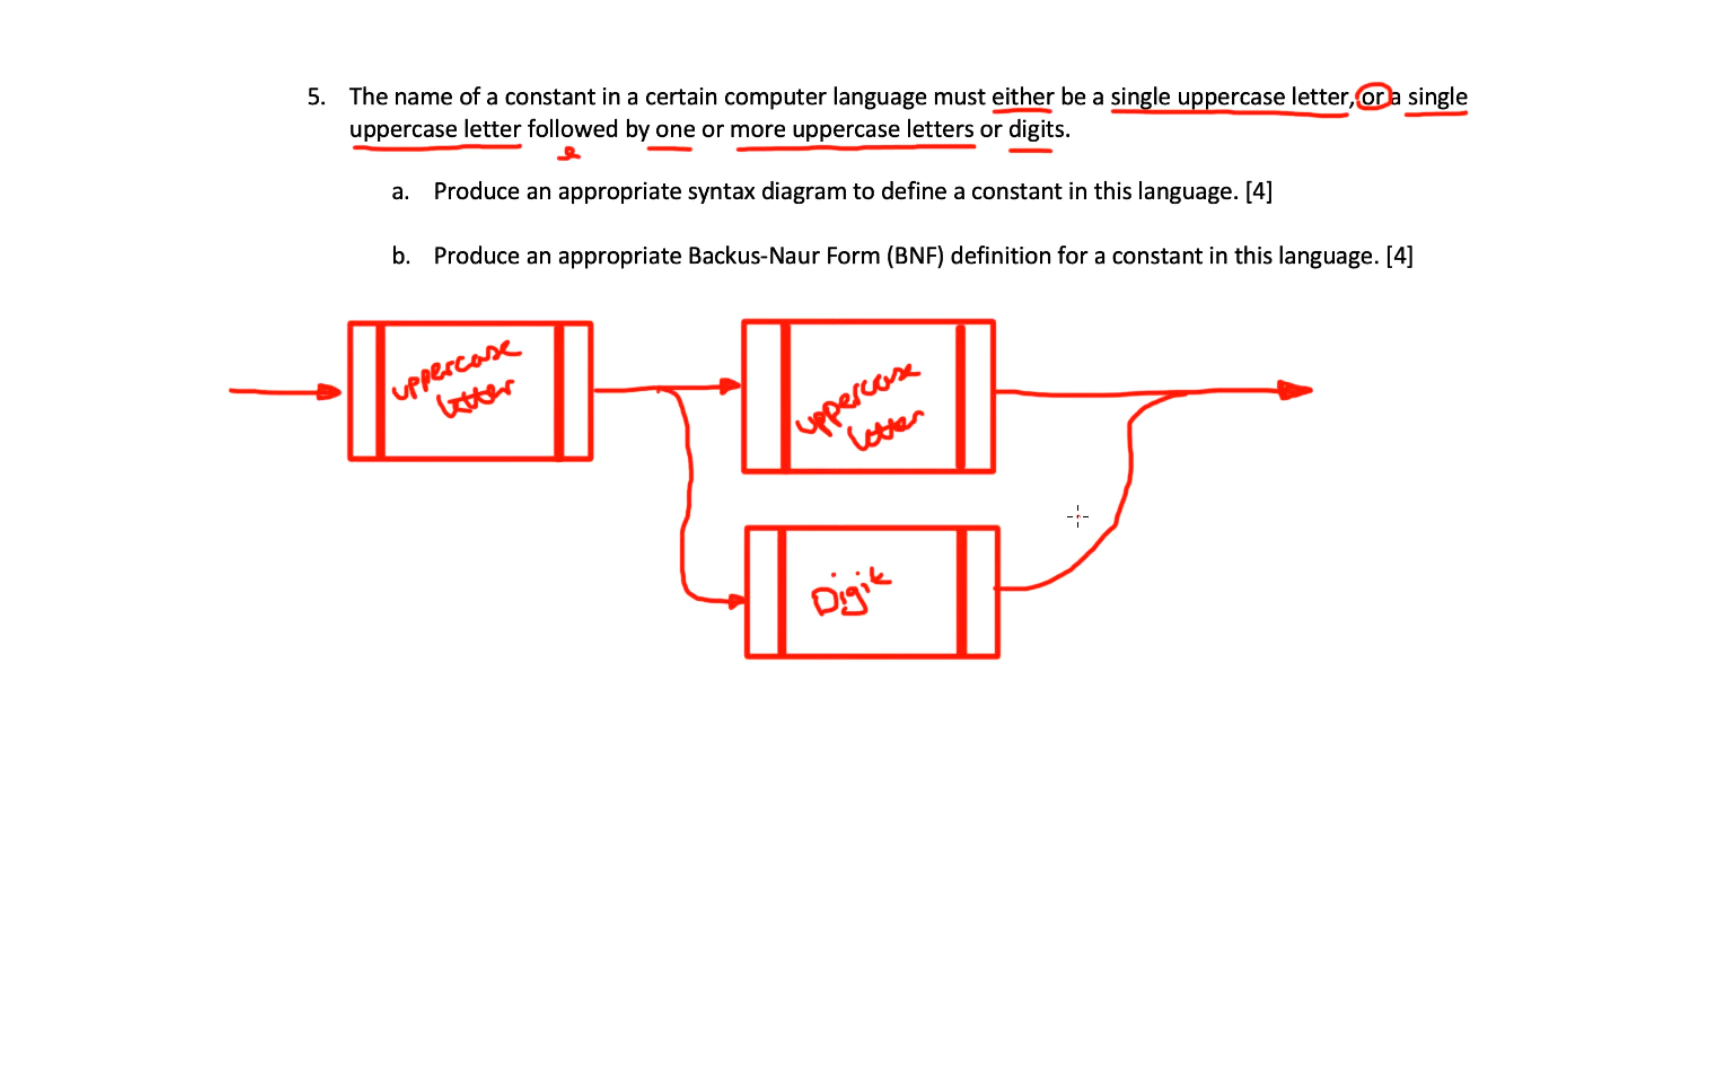 5. The name of a constant in a certain computer language must either be a single uppercase letter, or a single
uppercase letter followed by one or more uppercase letters or digits.
a. Produce an appropriate syntax diagram to define a constant in this language. [4]
b. Produce an appropriate Backus-Naur Form (BNF) definition for a constant in this language. [4]
uppercase
letter
uppercase
letter
Digit